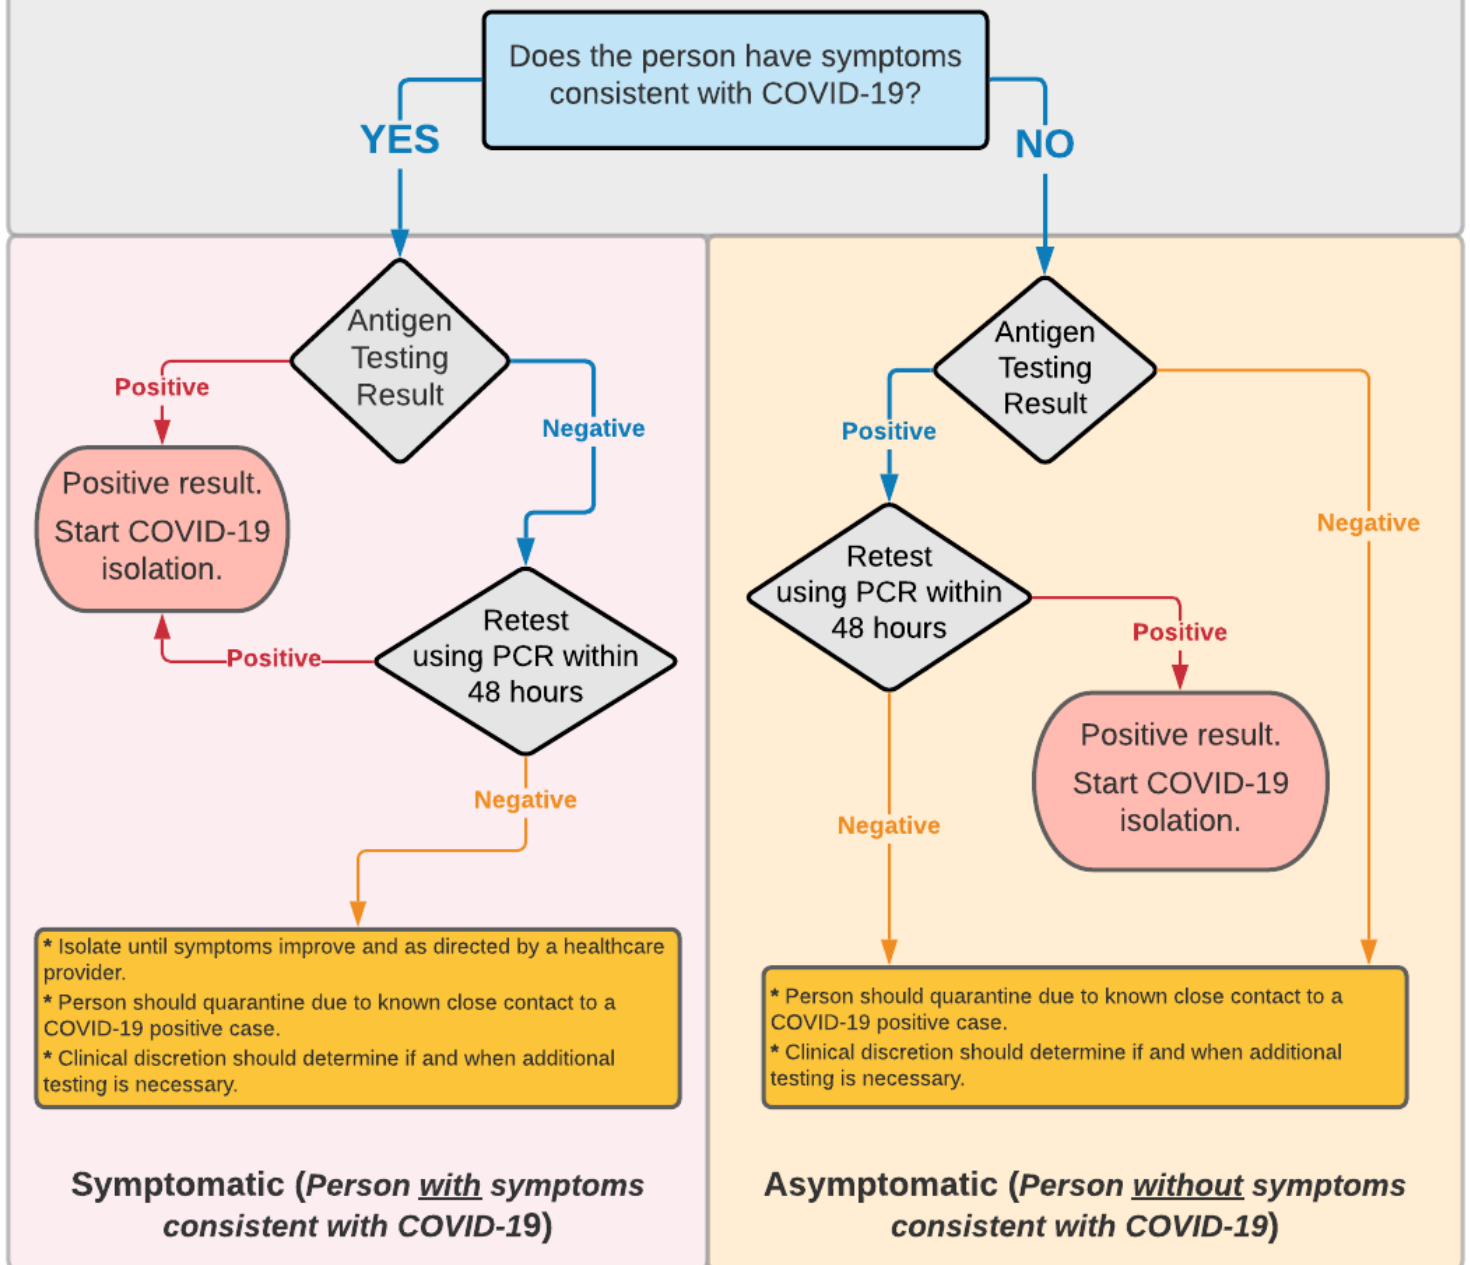 Does the person have symptoms
consistent with COVID-19?
YES
NO
Antigen
Testing
Result
Positive
Negative
Positive result.
Start COVID-19
isolation.
Retest
using PCR within
48 hours
Positive
Negative
* Isolate until symptoms improve and as directed by a healthcare
provider.
* Person should quarantine due to known close contact to a
COVID-19 positive case.
* Clinical discretion should determine if and when additional
testing is necessary.
Symptomatic (Person with symptoms
consistent with COVID-19)
Antigen
Testing
Result
Positive
Negative
Retest
using PCR within
48 hours
Positive
Positive result.
Start COVID-19
isolation.
Negative
* Person should quarantine due to known close contact to a
COVID-19 positive case.
* Clinical discretion should determine if and when additional
testing is necessary.
Asymptomatic (Person without symptoms
consistent with COVID-19)